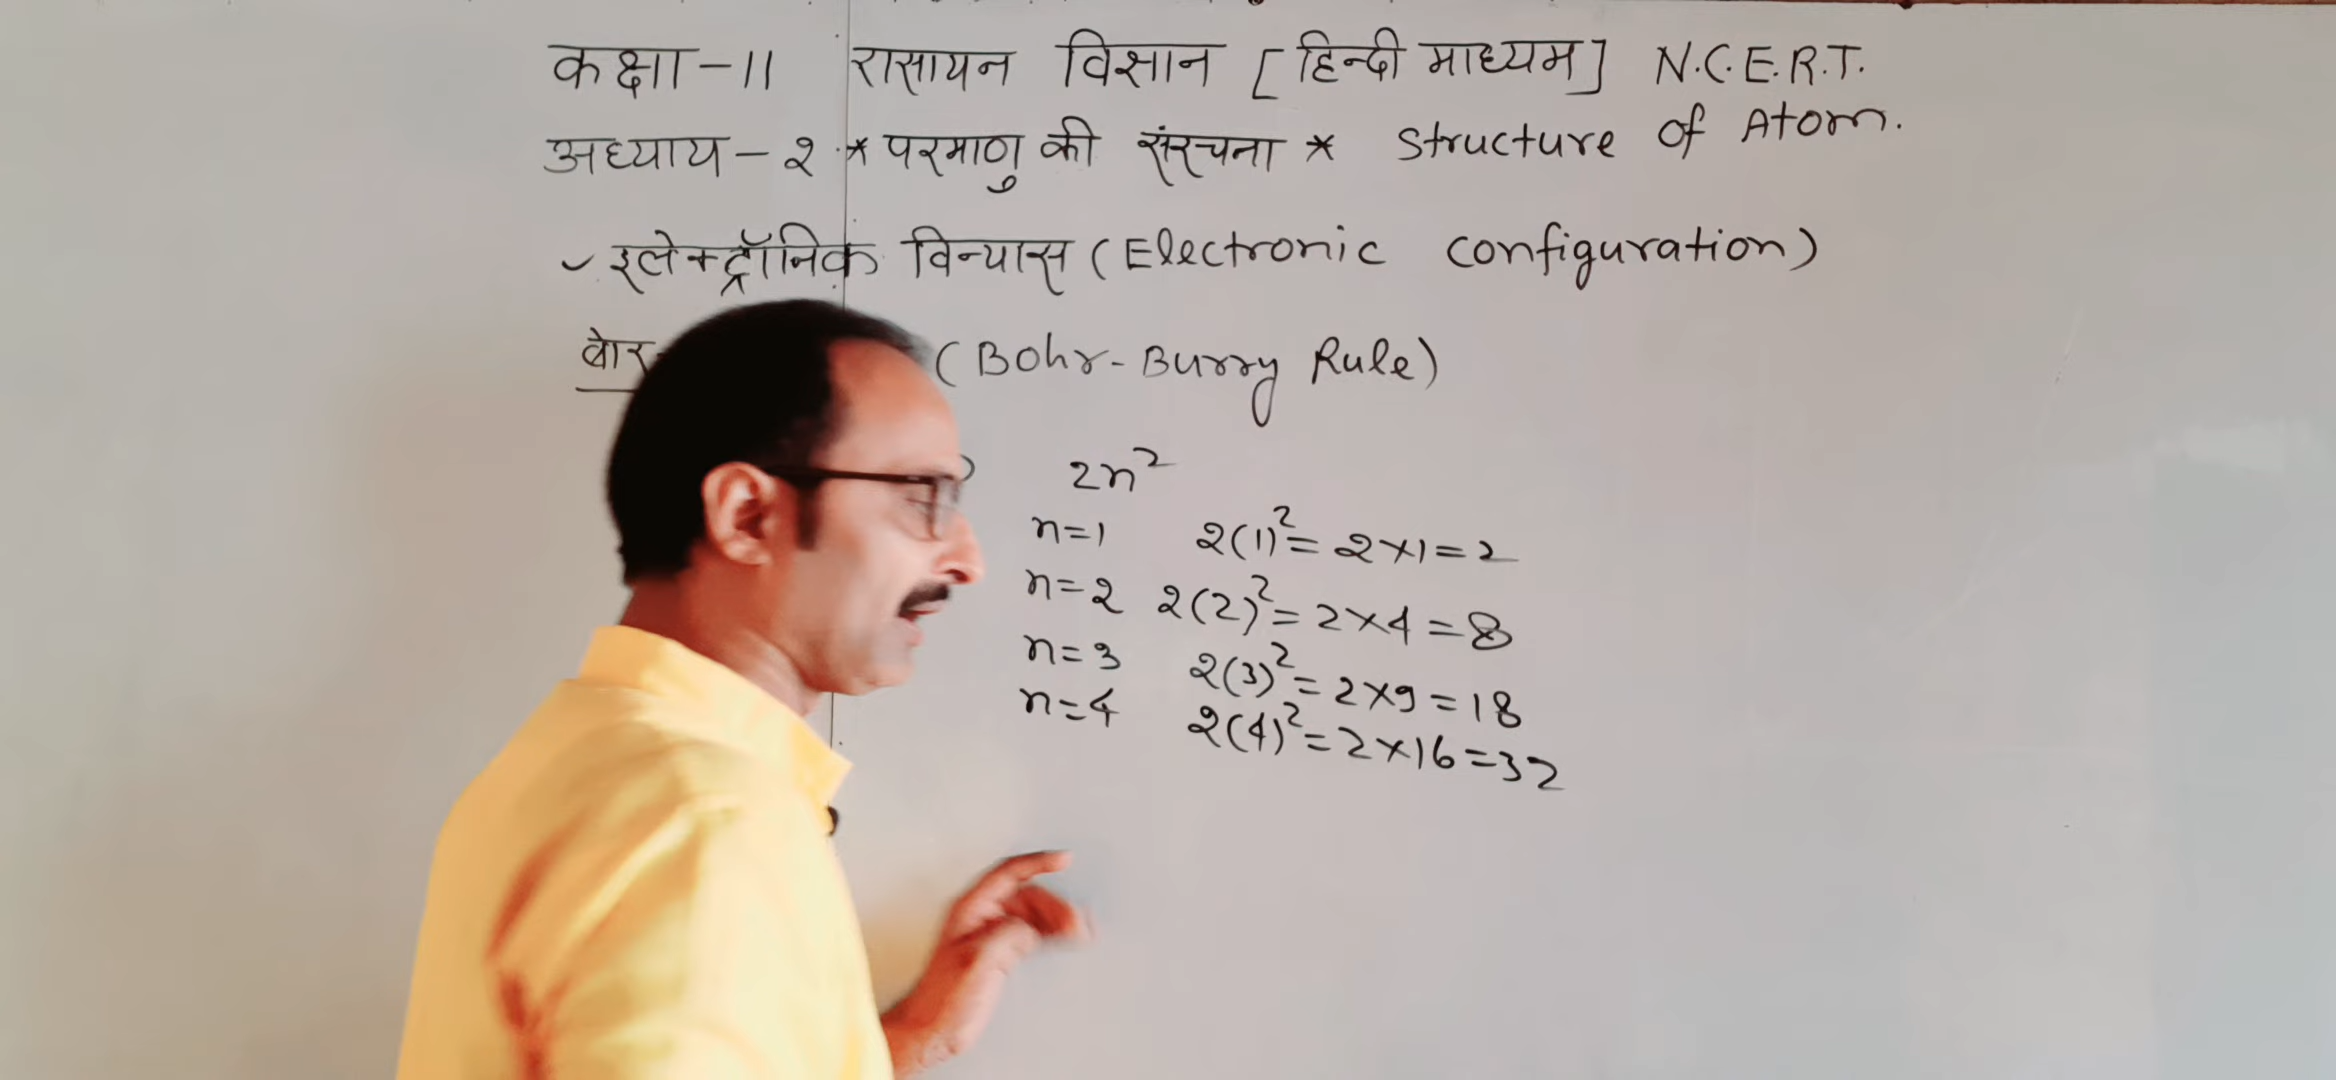 कक्षा - 11 रासायन विज्ञान [हिन्दी माध्यम] N.C.E.R.T.
अध्याय - २ * परमाणु की संरचना * Structure of Atom.
✓ इलेक्ट्रॉनिक विन्यास (Electronic Configuration)
बोर (Bohr-Burry Rule)
2n²
n=1 2(1)² = 2×1 = 2
n=2 2(2)² = 2×4 = 8
n=3 2(3)² = 2×9 = 18
n=4 2(4)² = 2×16 = 32